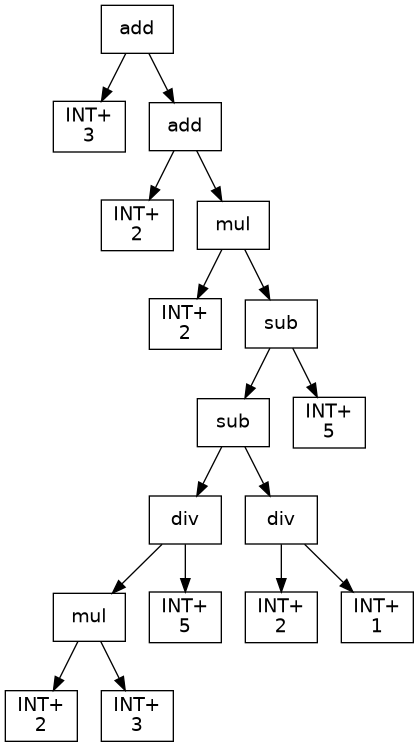 add
INT+
3
add
INT+
2
mul
INT+
2
sub
sub
INT+
5
div
div
mul
INT+
5
INT+
2
INT+
1
INT+
2
INT+
3